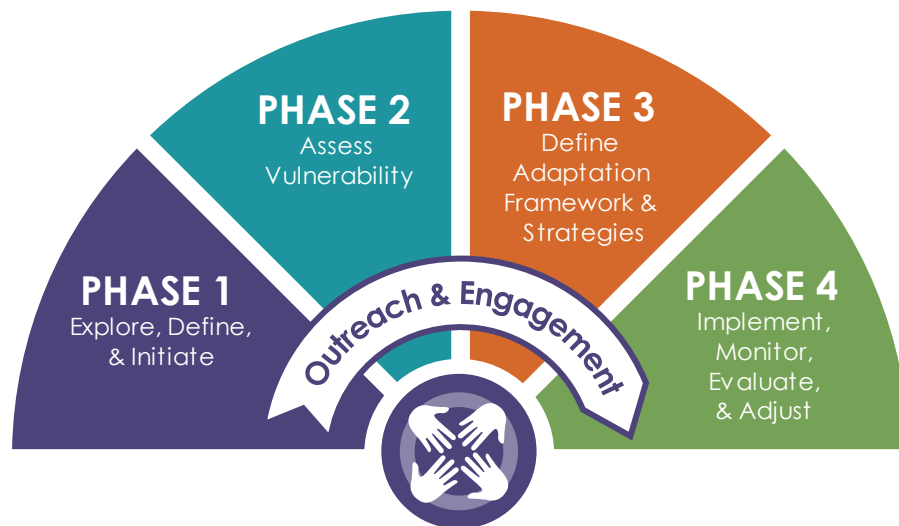 PHASE 1
Explore, Define,
& Initiate
PHASE 2
Assess
Vulnerability
PHASE 3
Define
Adaptation
Framework &
Strategies
PHASE 4
Implement,
Monitor,
Evaluate,
& Adjust
Outreach & Engagement